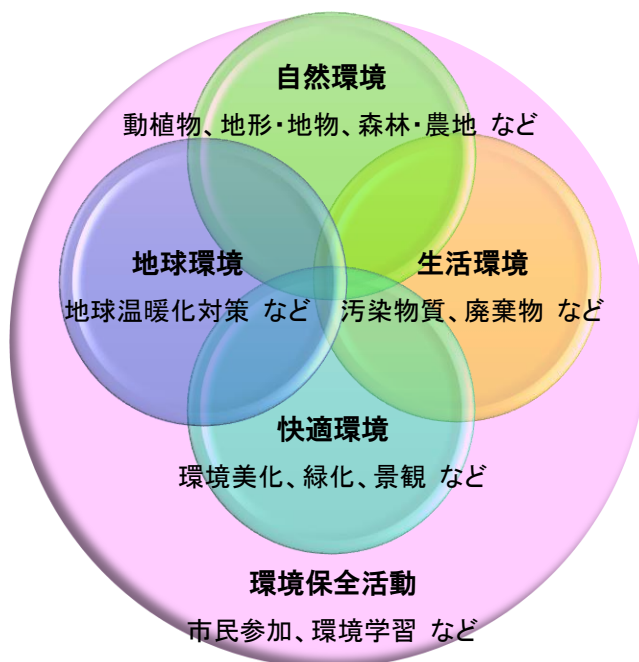 自然環境
動植物、地形・地物、森林・農地 など
地球環境
地球温暖化対策 など
生活環境
汚染物質、廃棄物 など
快適環境
環境美化、緑化、景観 など
環境保全活動
市民参加、環境学習 など